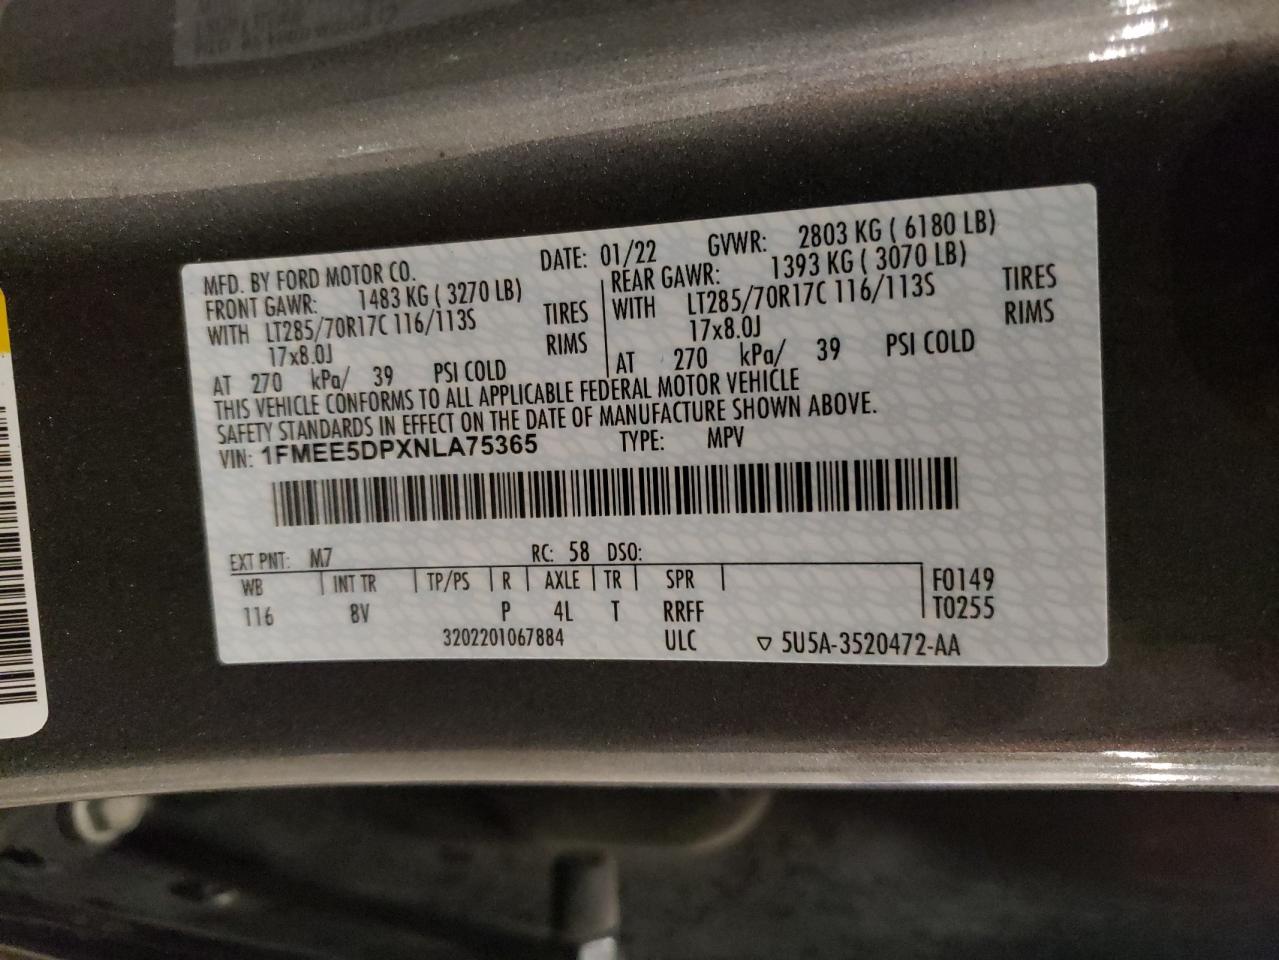 MFD. BY FORD MOTOR CO. DATE: 01/22 GVWR: 2803 KG ( 6180 LB)
FRONT GAWR: 1483 KG ( 3270 LB) REAR GAWR: 1393 KG ( 3070 LB)
WITH LT285/70R17C 116/113S TIRES WITH LT285/70R17C 116/113S TIRES
17x8.0J RIMS 17x8.0J RIMS
AT 270 kPa/ 39 PSI COLD AT 270 kPa/ 39 PSI COLD
THIS VEHICLE CONFORMS TO ALL APPLICABLE FEDERAL MOTOR VEHICLE
SAFETY STANDARDS IN EFFECT ON THE DATE OF MANUFACTURE SHOWN ABOVE.
VIN: 1FMEE5DPXNLA75365 TYPE: MPV
EXT PNT: M7 RC: 58 DSO:
WB INT TR TP/PS R AXLE TR SPR F0149
116 8V P 4L T RRFF T0255
3202201067884 ULC ▽ 5U5A-3520472-AA